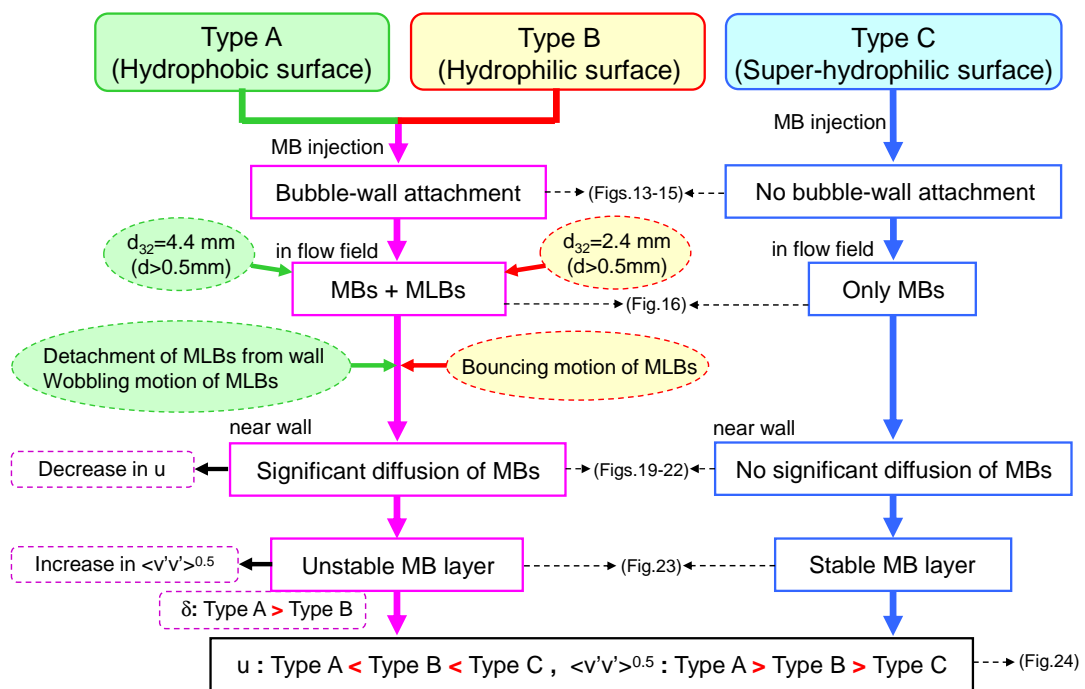 Type A
(Hydrophobic surface)
Type B
(Hydrophilic surface)
Type C
(Super-hydrophilic surface)
MB injection
MB injection
Bubble-wall attachment
(Figs.13-15)
No bubble-wall attachment
d32=4.4 mm
(d>0.5mm)
in flow field
d32=2.4 mm
(d>0.5mm)
in flow field
MBs + MLBs
(Fig.16)
Only MBs
Detachment of MLBs from wall
Wobbling motion of MLBs
Bouncing motion of MLBs
near wall
near wall
Decrease in u
Significant diffusion of MBs
(Figs.19-22)
No significant diffusion of MBs
Increase in <v'v'>0.5
Unstable MB layer
(Fig.23)
Stable MB layer
δ: Type A > Type B
u : Type A < Type B < Type C , <v'v'>0.5 : Type A > Type B > Type C
(Fig.24)